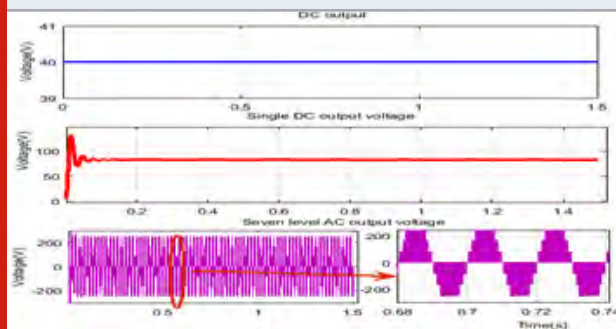 DC output
41
Voltage(V)
40
39
0 0.5 1 1.5
Single DC output voltage
Voltage(V)
100
50
0
0.2 0.4 0.6 0.8 1 1.2 1.4
Seven level AC output voltage
Voltage(V)
200 200
0 0
-200 -200
0.5 1 1.5 0.68 0.7 0.72 0.74
Time(s)